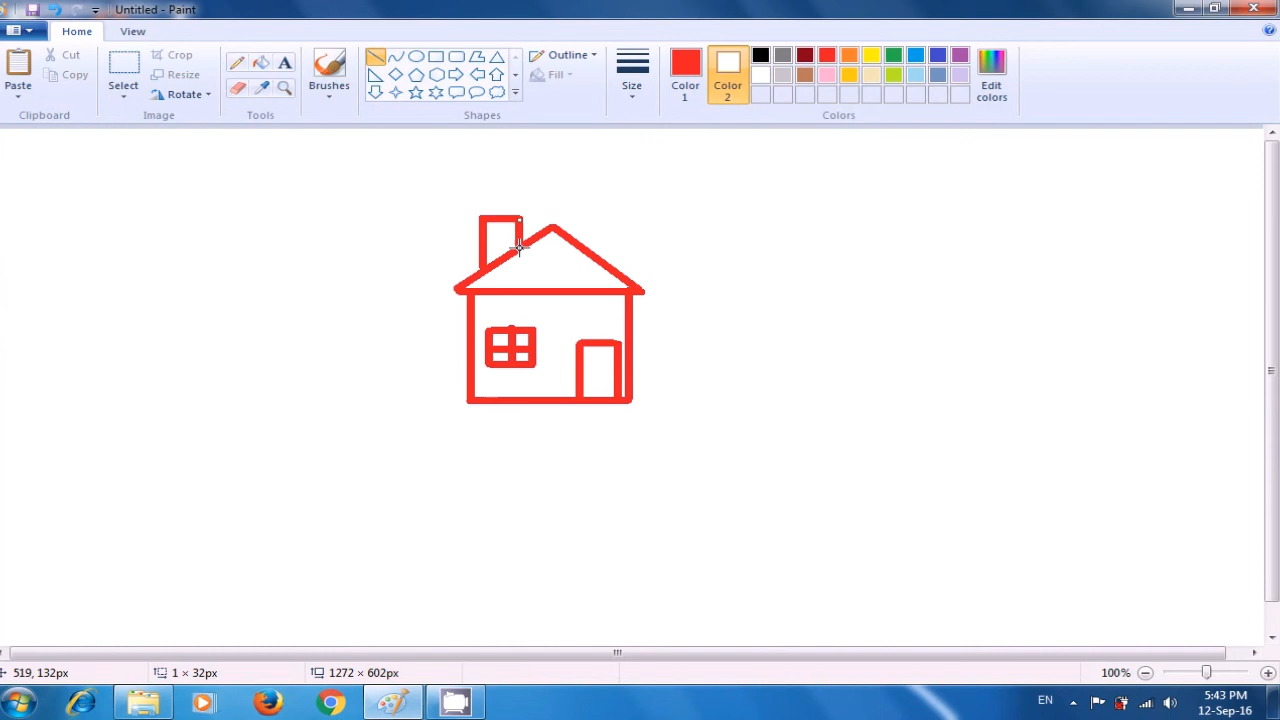 Untitled - Paint
Home View
Paste
Cut
Copy
Clipboard
Select
Crop
Resize
Rotate
Image
A
Tools
Brushes
Shapes
Outline
Fill
Size
Color 1
Color 2
Edit colors
Colors
519, 132px
1 × 32px
1272 × 602px
100%
EN
5:43 PM
12-Sep-16